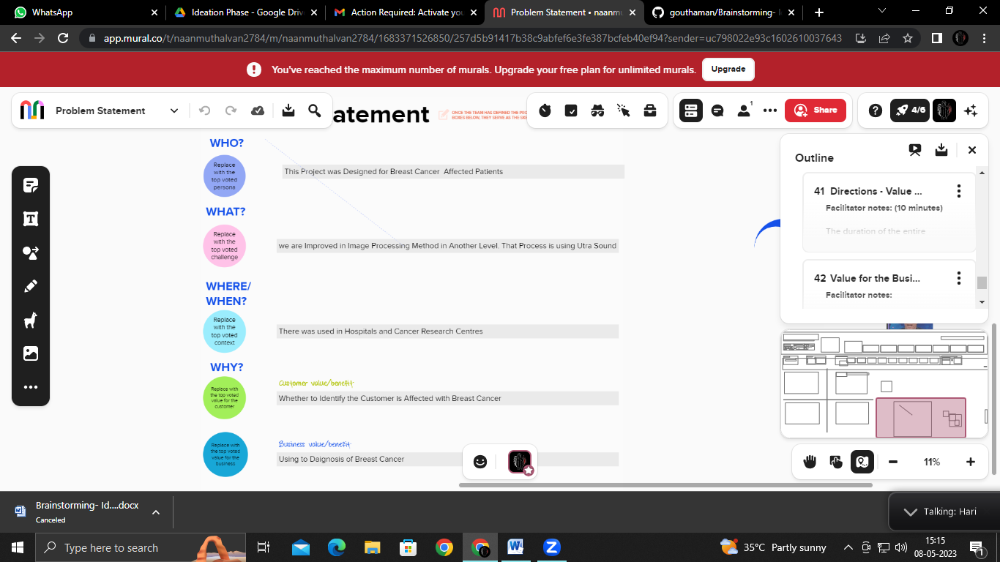 WhatsApp
Ideation Phase - Google Driv
Action Required: Activate you
Problem Statement • naanmu
gouthaman/Brainstorming- I
app.mural.co/t/naanmuthalvan2784/m/naanmuthalvan2784/1683371526850/257d5b91417b38c9abfef6e3fe387bcfeb40ef94?sender=uc798022e93c1602610037643
You've reached the maximum number of murals. Upgrade your free plan for unlimited murals.
Upgrade
Problem Statement
atement
ONCE THE TEAM HAS DEFINED THE PRO
BOXES BELOW, THEY SERVE AS THE
1
Share
4/6
WHO?
Replace
with the
top voted
persona
This Project was Designed for Breast Cancer Affected Patients
WHAT?
Replace
with the
top voted
challenge
we are Improved in Image Processing Method in Another Level. That Process is using Utra Sound
WHERE/
WHEN?
Replace
with the
top voted
context
There was used in Hospitals and Cancer Research Centres
WHY?
Replace with
the top voted
value for the
customer
Customer value/benefit
Whether to Identify the Customer is Affected with Breast Cancer
Replace with
the top voted
value for the
business
Business value/benefit
Using to Daignosis of Breast Cancer
Outline
41 Directions - Value ...
Facilitator notes: (10 minutes)
The duration of the entire
42 Value for the Busi...
Facilitator notes:
11%
Brainstorming- Id....docx
Canceled
Talking: Hari
Type here to search
35°C Partly sunny
15:15
08-05-2023
1